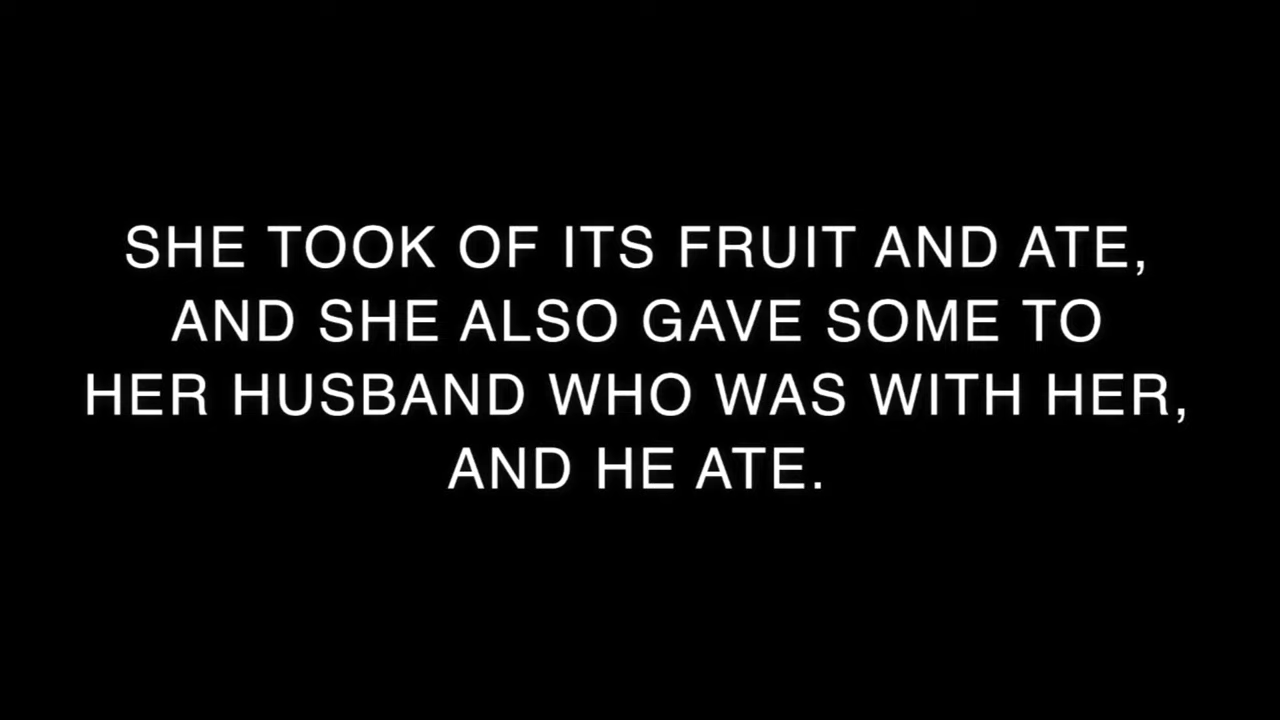 SHE TOOK OF ITS FRUIT AND ATE,
AND SHE ALSO GAVE SOME TO
HER HUSBAND WHO WAS WITH HER,
AND HE ATE.